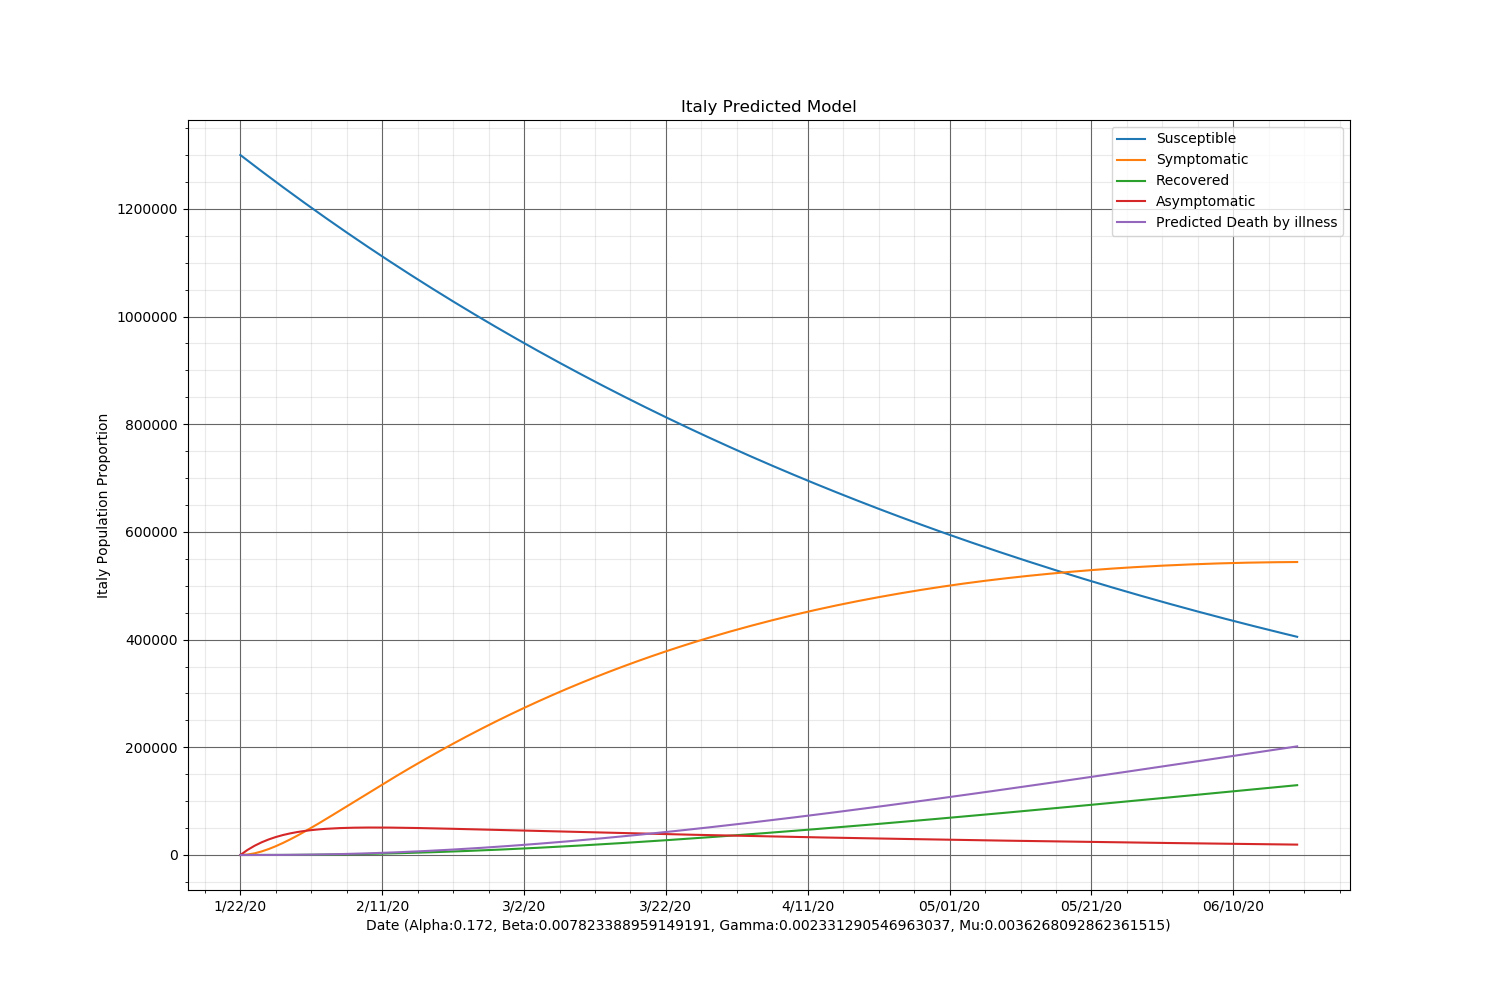 Italy Predicted Model
Susceptible
Symptomatic
Recovered
Asymptomatic
Predicted Death by illness
Italy Population Proportion
1200000
1000000
800000
600000
400000
200000
0
1/22/20 2/11/20 3/2/20 3/22/20 4/11/20 05/01/20 05/21/20 06/10/20
Date (Alpha:0.172, Beta:0.007823388959149191, Gamma:0.002331290546963037, Mu:0.0036268092862361515)